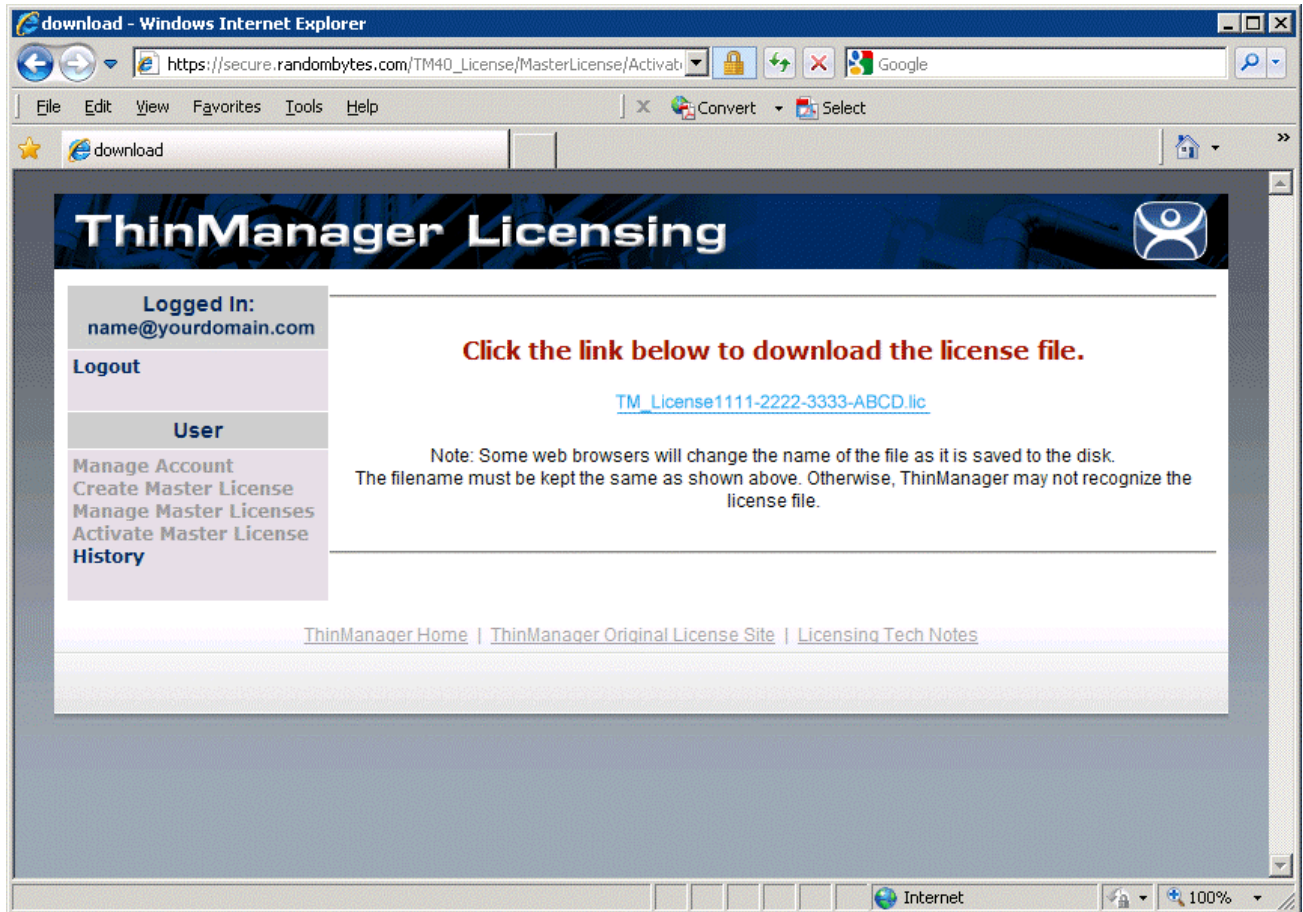 download - Windows Internet Explorer
https://secure.randombytes.com/TM40_License/MasterLicense/Activat
Google
File Edit View Favorites Tools Help
Convert
Select
download
ThinManager Licensing
Logged In:
name@yourdomain.com
Logout
User
Manage Account
Create Master License
Manage Master Licenses
Activate Master License
History
Click the link below to download the license file.
TM_License1111-2222-3333-ABCD.lic
Note: Some web browsers will change the name of the file as it is saved to the disk.
The filename must be kept the same as shown above. Otherwise, ThinManager may not recognize the
license file.
ThinManager Home | ThinManager Original License Site | Licensing Tech Notes
Internet
100%